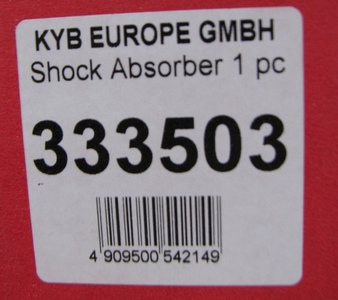 KYB EUROPE GMBH
Shock Absorber 1 pc
333503
4 909500 542149